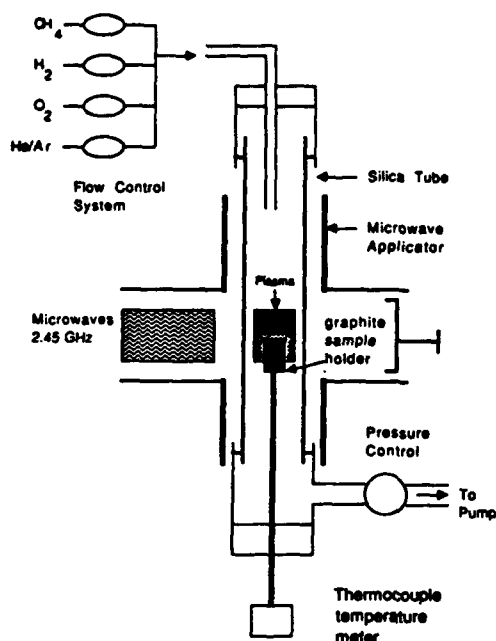 CH4
H2
O2
He/Ar
Flow Control
System
Silica Tube
Microwave
Applicator
Plasma
Microwaves
2.45 GHz
graphite
sample
holder
Pressure
Control
To
Pump
Thermocouple
temperature
meter